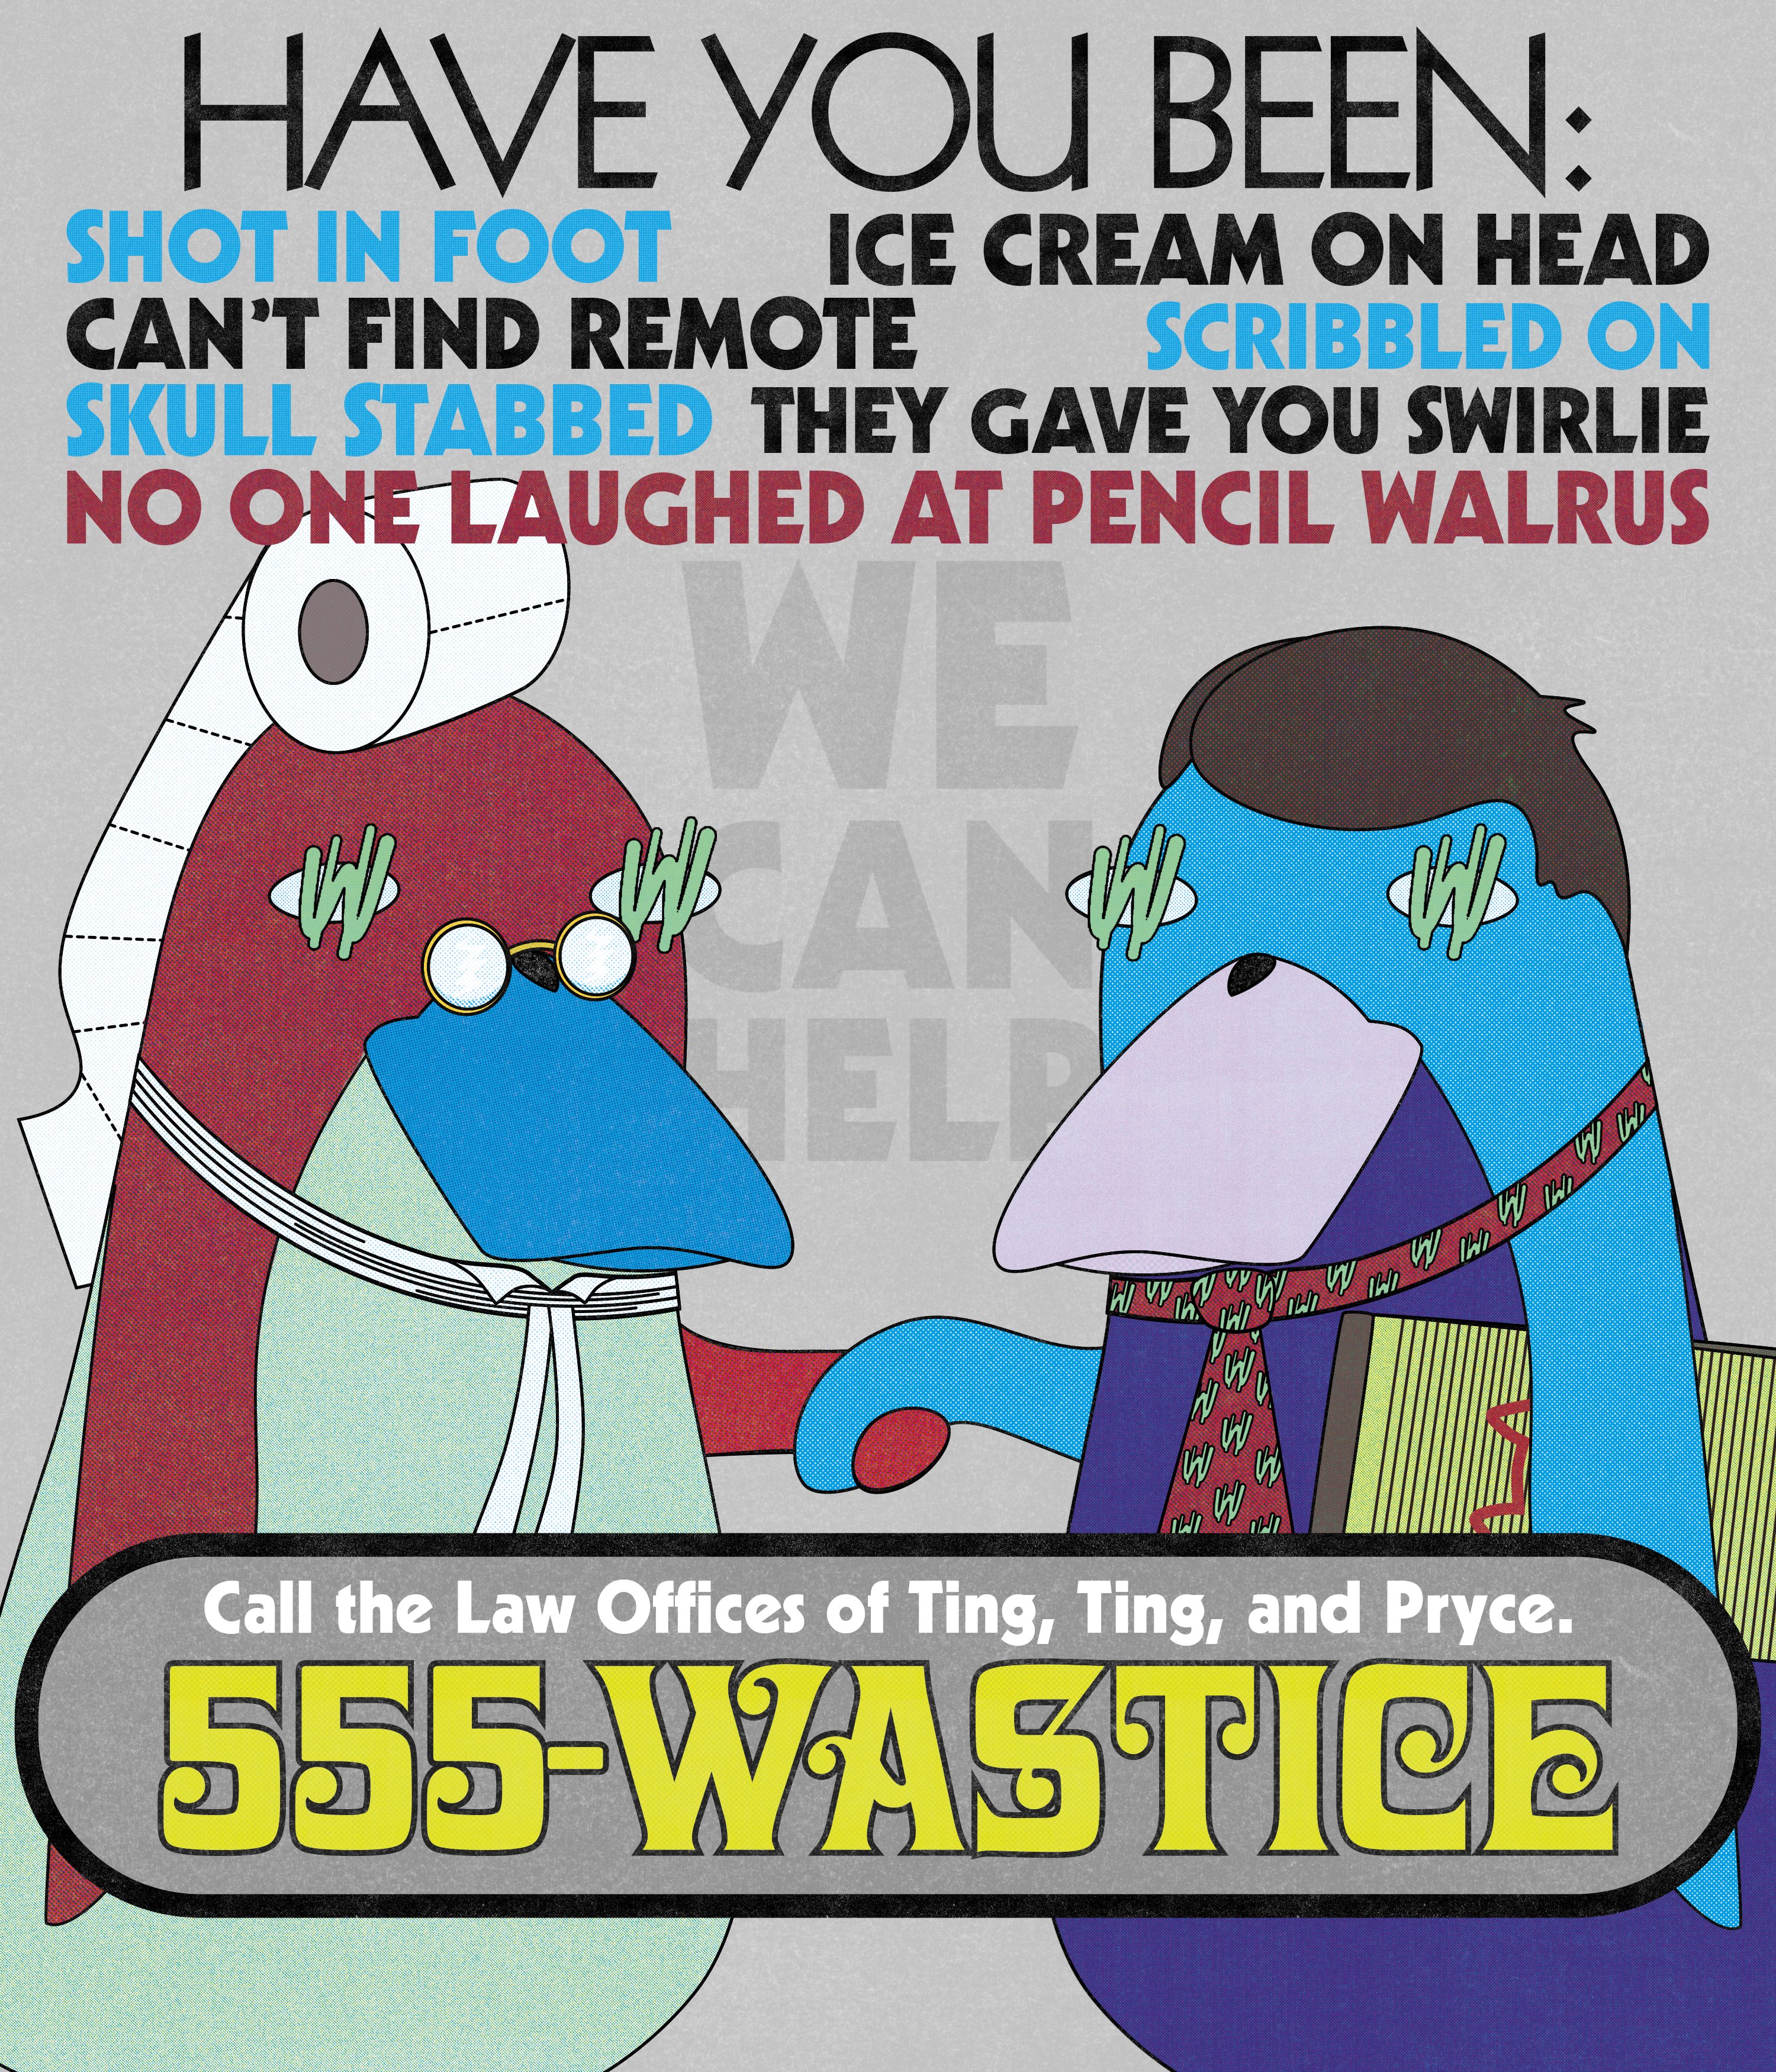 HAVE YOU BEEN:
SHOT IN FOOT ICE CREAM ON HEAD
CAN'T FIND REMOTE SCRIBBLED ON
SKULL STABBED THEY GAVE YOU SWIRLIE
NO ONE LAUGHED AT PENCIL WALRUS
WE
CAN
HELP
W W W W
Call the Law Offices of Ting, Ting, and Pryce.
555-WASTICE